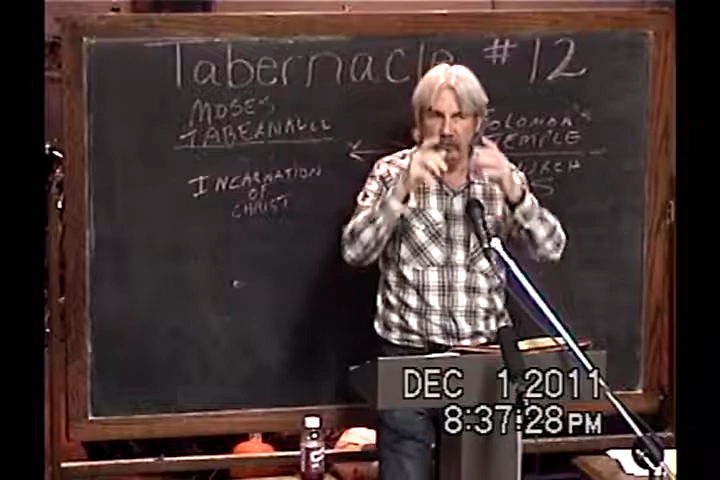 Tabernacle #12
MOSES
TABERNACLE
INCARNATION
OF
CHRIST
SOLOMON'S
TEMPLE
CHURCH
DEC 1 2011
8:37:28 PM